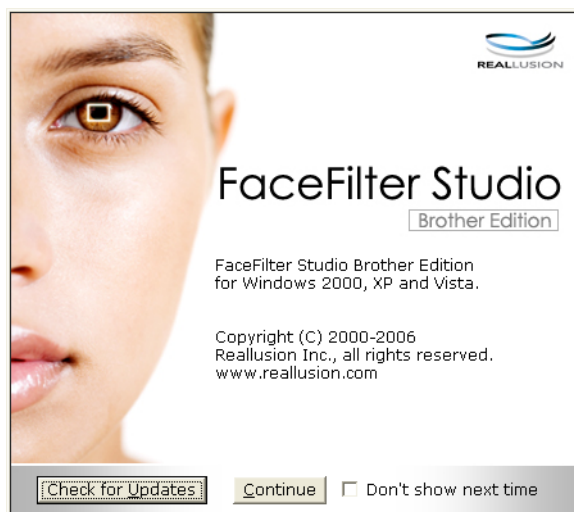 REALLUSION
FaceFilter Studio
Brother Edition
FaceFilter Studio Brother Edition
for Windows 2000, XP and Vista.
Copyright (C) 2000-2006
Reallusion Inc., all rights reserved.
www.reallusion.com
Check for Updates Continue Don't show next time